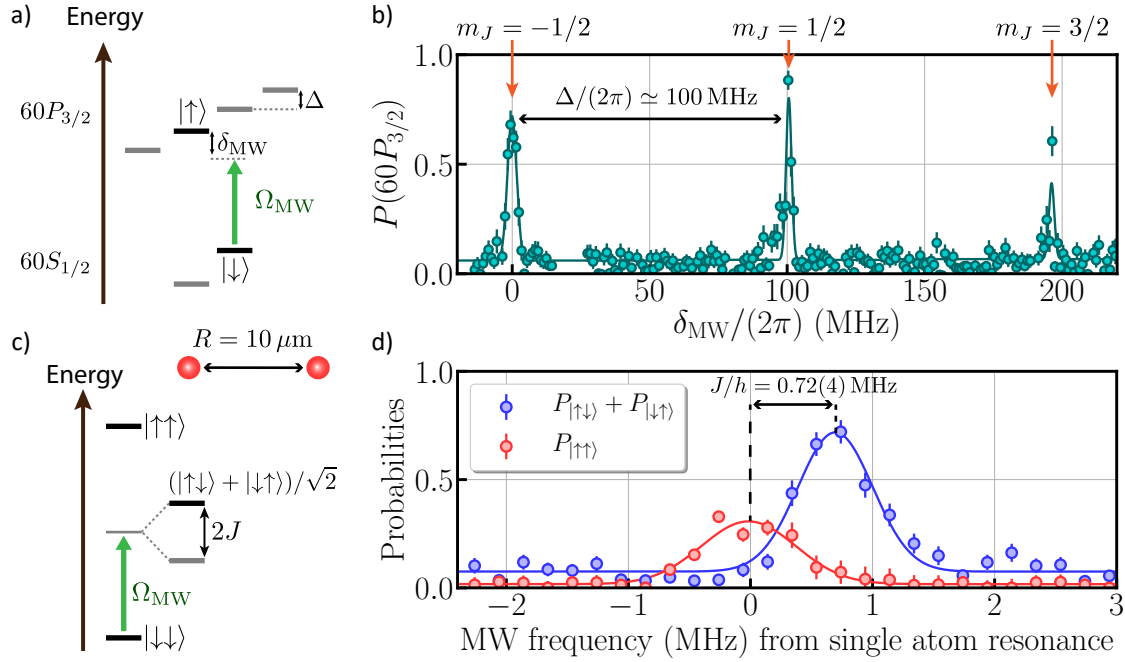 a)
Energy
60P3/2
|↑⟩
Δ
δMW
ΩMW
60S1/2
|↓⟩
b)
mJ = −1/2
mJ = 1/2
mJ = 3/2
1.0
0.5
0.0
P(60P3/2)
Δ/(2π) ≃ 100 MHz
0
50
100
150
200
δMW/(2π) (MHz)
c)
R = 10 μm
Energy
|↑↑⟩
(|↑↓⟩ + |↓↑⟩)/√2
2J
ΩMW
|↓↓⟩
d)
1.0
0.5
0.0
Probabilities
P|↑↓⟩ + P|↓↑⟩
P|↑↑⟩
J/h = 0.72(4) MHz
−2
−1
0
1
2
3
MW frequency (MHz) from single atom resonance